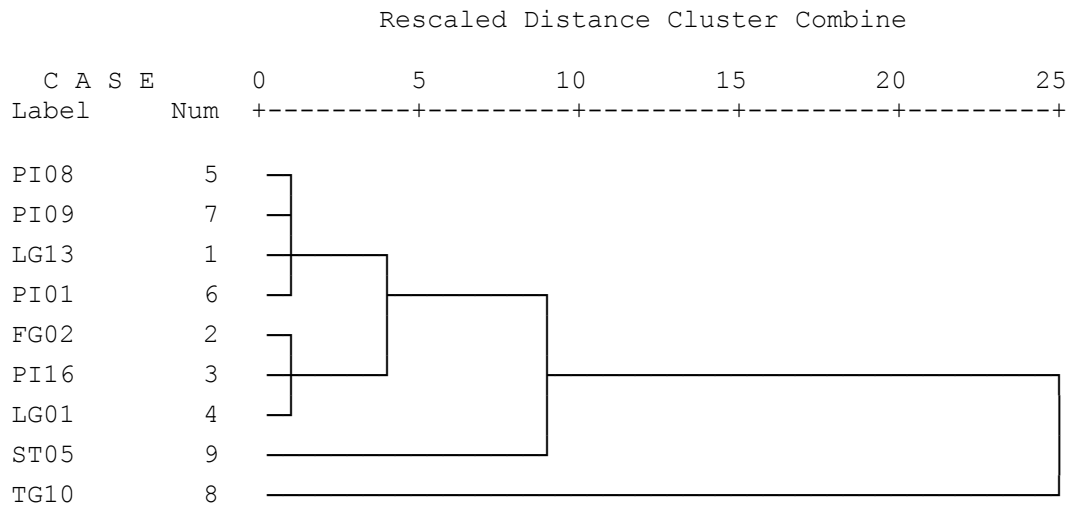 Rescaled Distance Cluster Combine
C A S E 0 5 10 15 20 25
Label Num +---------+---------+---------+---------+---------+
PI08 5
PI09 7
LG13 1
PI01 6
FG02 2
PI16 3
LG01 4
ST05 9
TG10 8